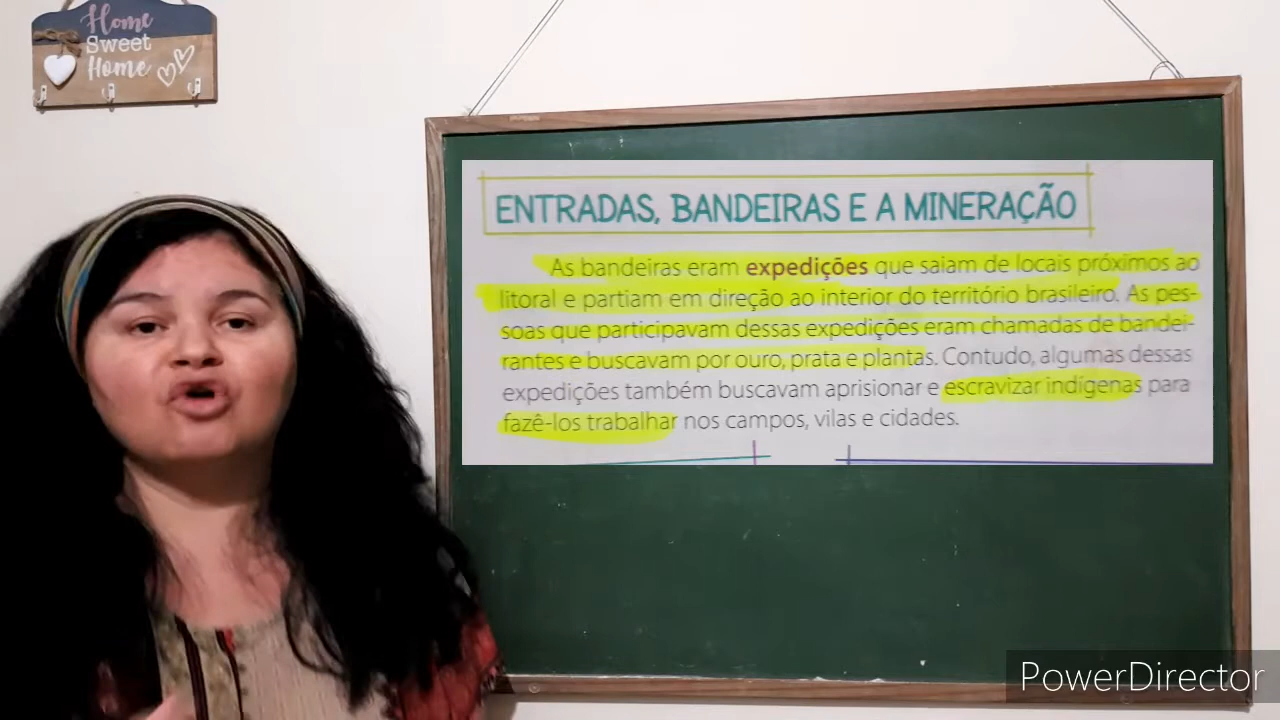 Home
Sweet
Home
ENTRADAS, BANDEIRAS E A MINERAÇÃO
As bandeiras eram expedições que saíam de locais próximos ao
litoral e partiam em direção ao interior do território brasileiro. As pes-
soas que participavam dessas expedições eram chamadas de bandei-
rantes e buscavam por ouro, prata e plantas. Contudo, algumas dessas
expedições também buscavam aprisionar e escravizar indígenas para
fazê-los trabalhar nos campos, vilas e cidades.
PowerDirector